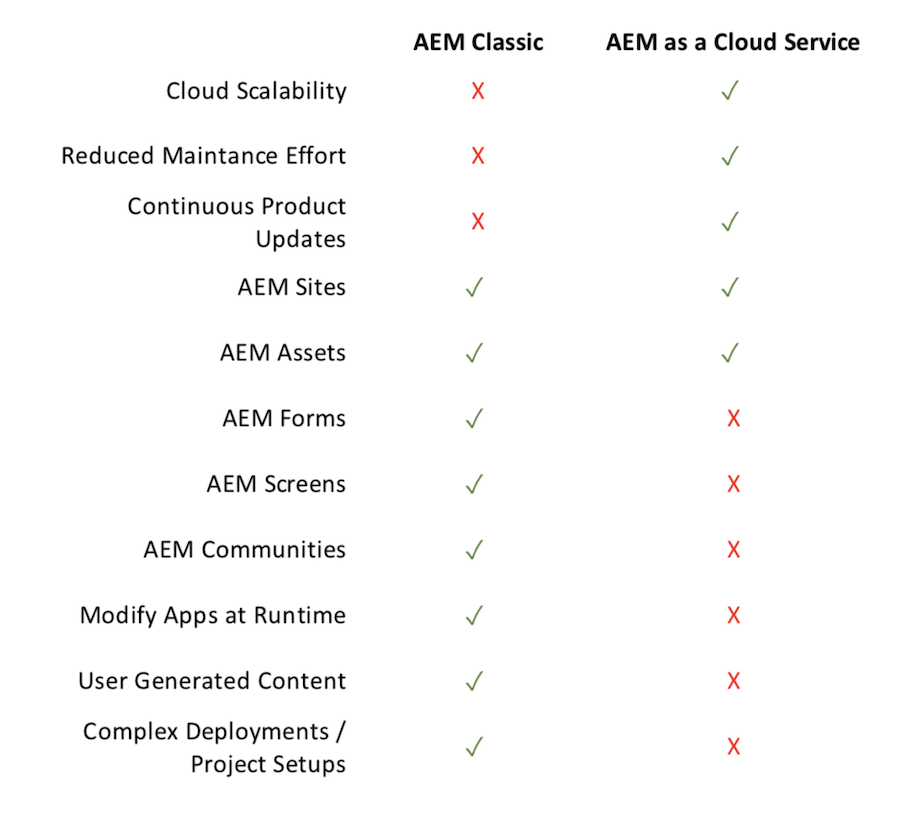 AEM Classic AEM as a Cloud Service
Cloud Scalability X ✓
Reduced Maintance Effort X ✓
Continuous Product
Updates X ✓
AEM Sites ✓ ✓
AEM Assets ✓ ✓
AEM Forms ✓ X
AEM Screens ✓ X
AEM Communities ✓ X
Modify Apps at Runtime ✓ X
User Generated Content ✓ X
Complex Deployments /
Project Setups ✓ X